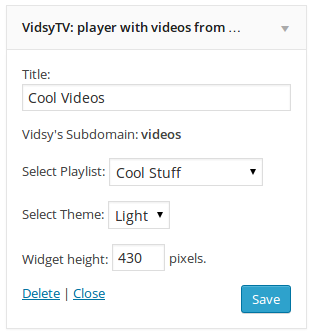 VidsyTV: player with videos from …
Title:
Cool Videos
Vidsy's Subdomain: videos
Select Playlist: Cool Stuff
Select Theme: Light
Widget height: 430 pixels.
Delete | Close Save